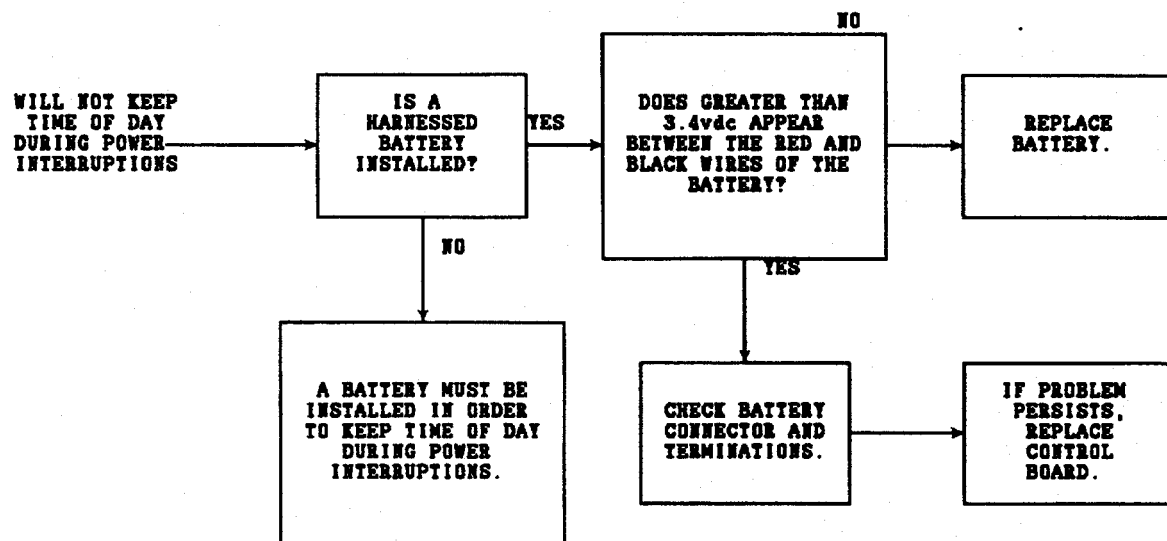 NO
WILL NOT KEEP
TIME OF DAY
DURING POWER
INTERRUPTIONS
IS A
HARNESSED
BATTERY
INSTALLED?
YES
DOES GREATER THAN
3.4vdc APPEAR
BETWEEN THE RED AND
BLACK WIRES OF THE
BATTERY?
REPLACE
BATTERY.
NO
YES
A BATTERY MUST BE
INSTALLED IN ORDER
TO KEEP TIME OF DAY
DURING POWER
INTERRUPTIONS.
CHECK BATTERY
CONNECTOR AND
TERMINATIONS.
IF PROBLEM
PERSISTS,
REPLACE
CONTROL
BOARD.